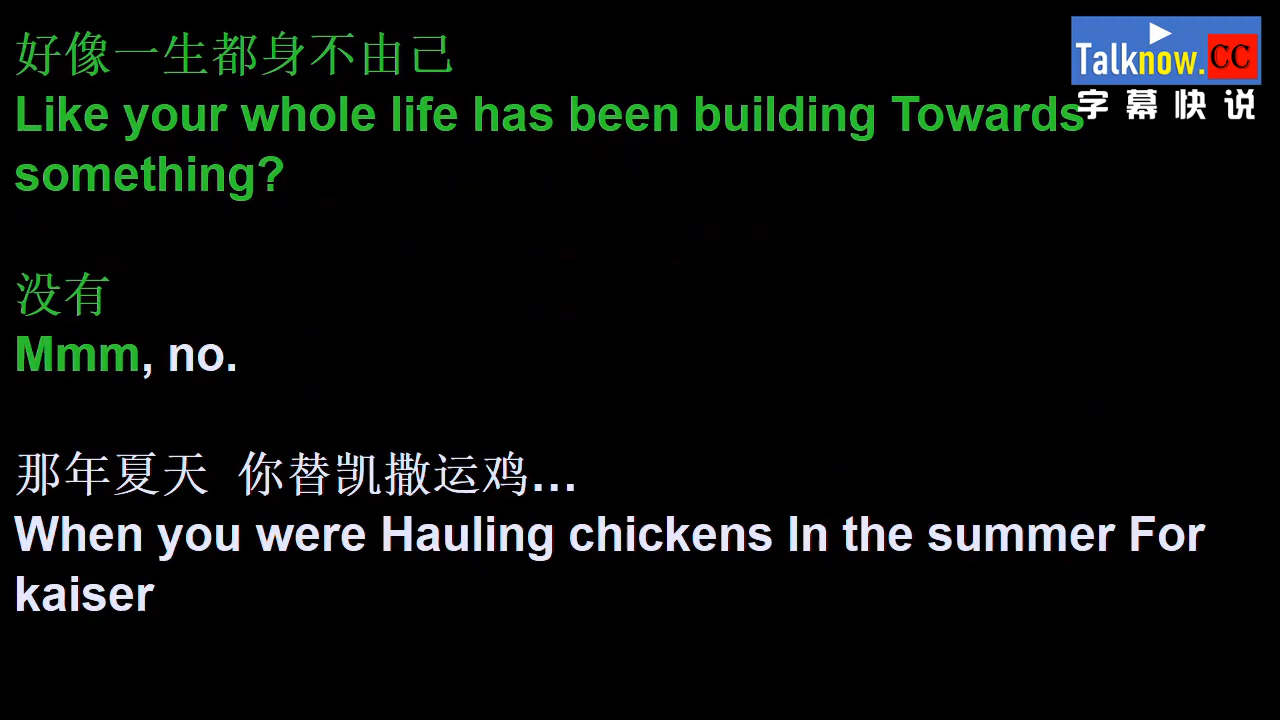 好像一生都身不由己
Like your whole life has been building Towards
something?
没有
Mmm, no.
那年夏天 你替凯撒运鸡...
When you were Hauling chickens In the summer For
kaiser
Talknow.CC
字幕快说